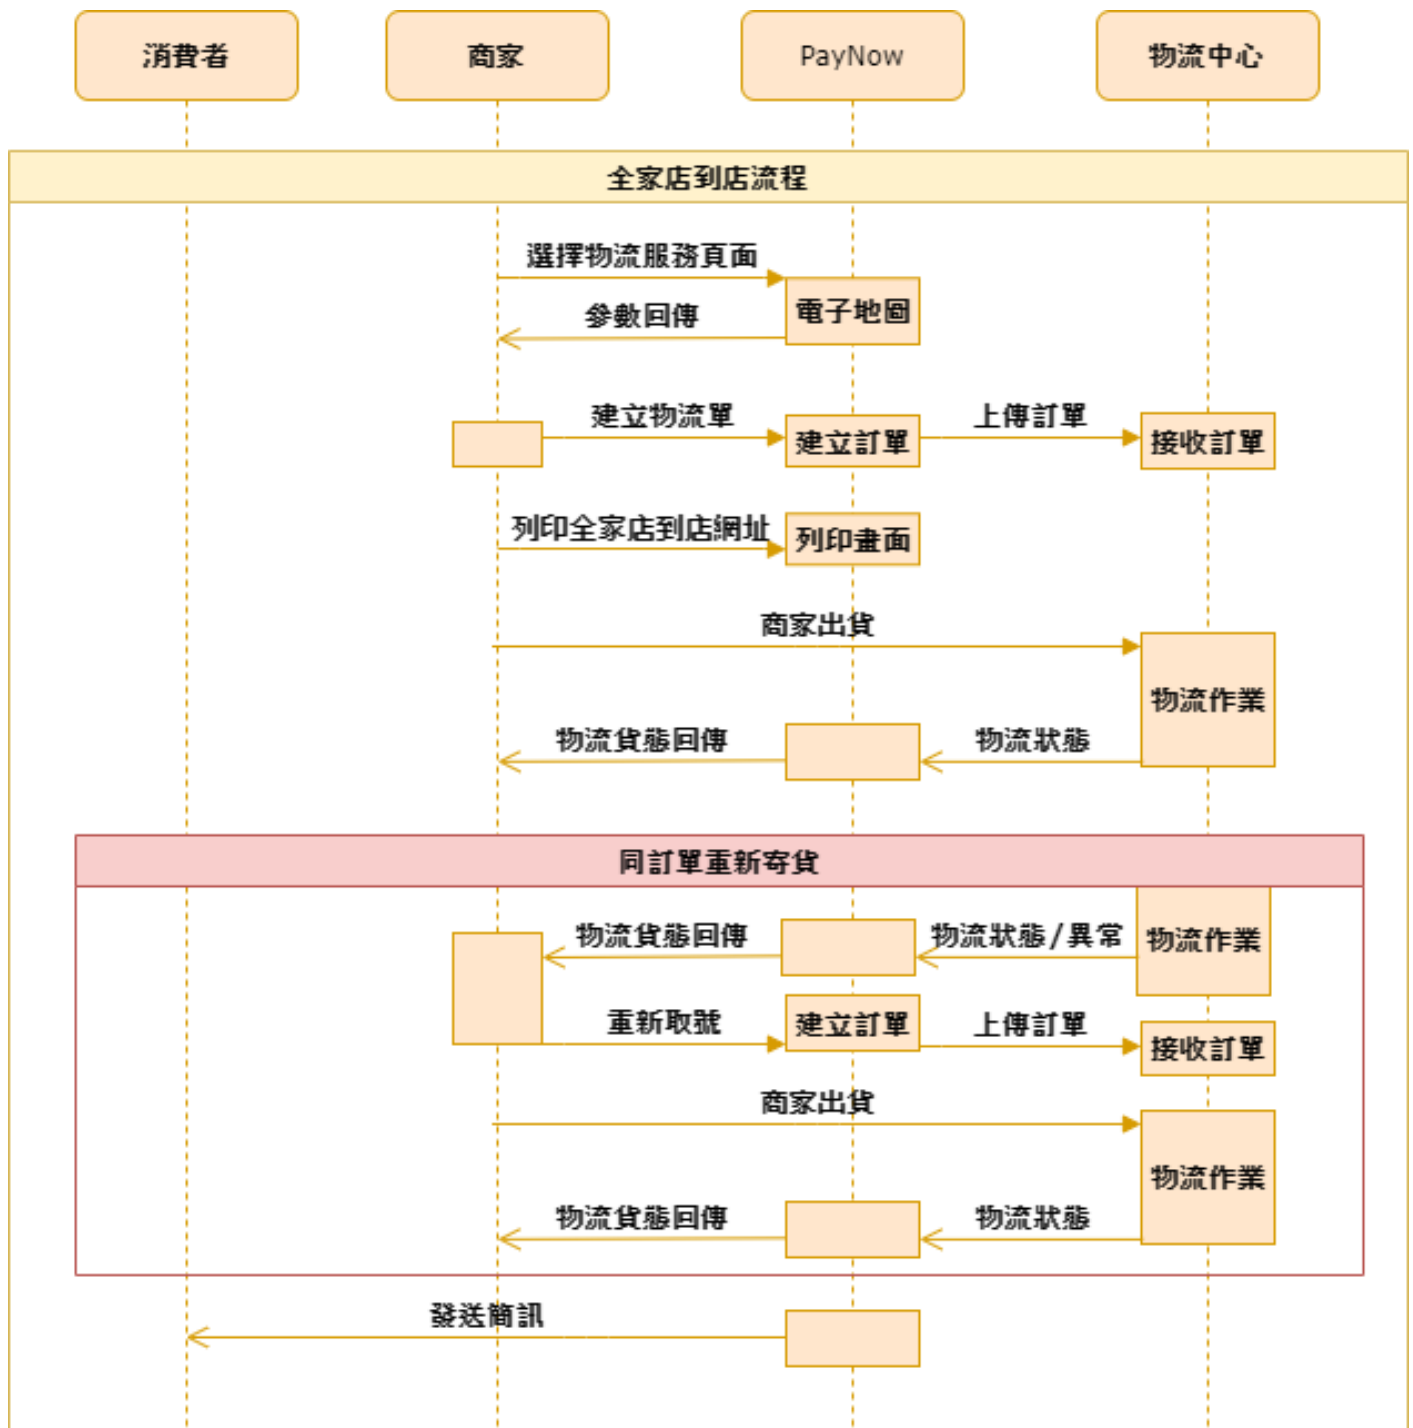 消費者
商家
PayNow
物流中心
全家店到店流程
選擇物流服務頁面
電子地圖
參數回傳
建立物流單
建立訂單
上傳訂單
接收訂單
列印全家店到店網址
列印畫面
商家出貨
物流作業
物流貨態回傳
物流狀態
同訂單重新寄貨
物流貨態回傳
物流狀態/異常
物流作業
重新取號
建立訂單
上傳訂單
接收訂單
商家出貨
物流作業
物流貨態回傳
物流狀態
發送簡訊